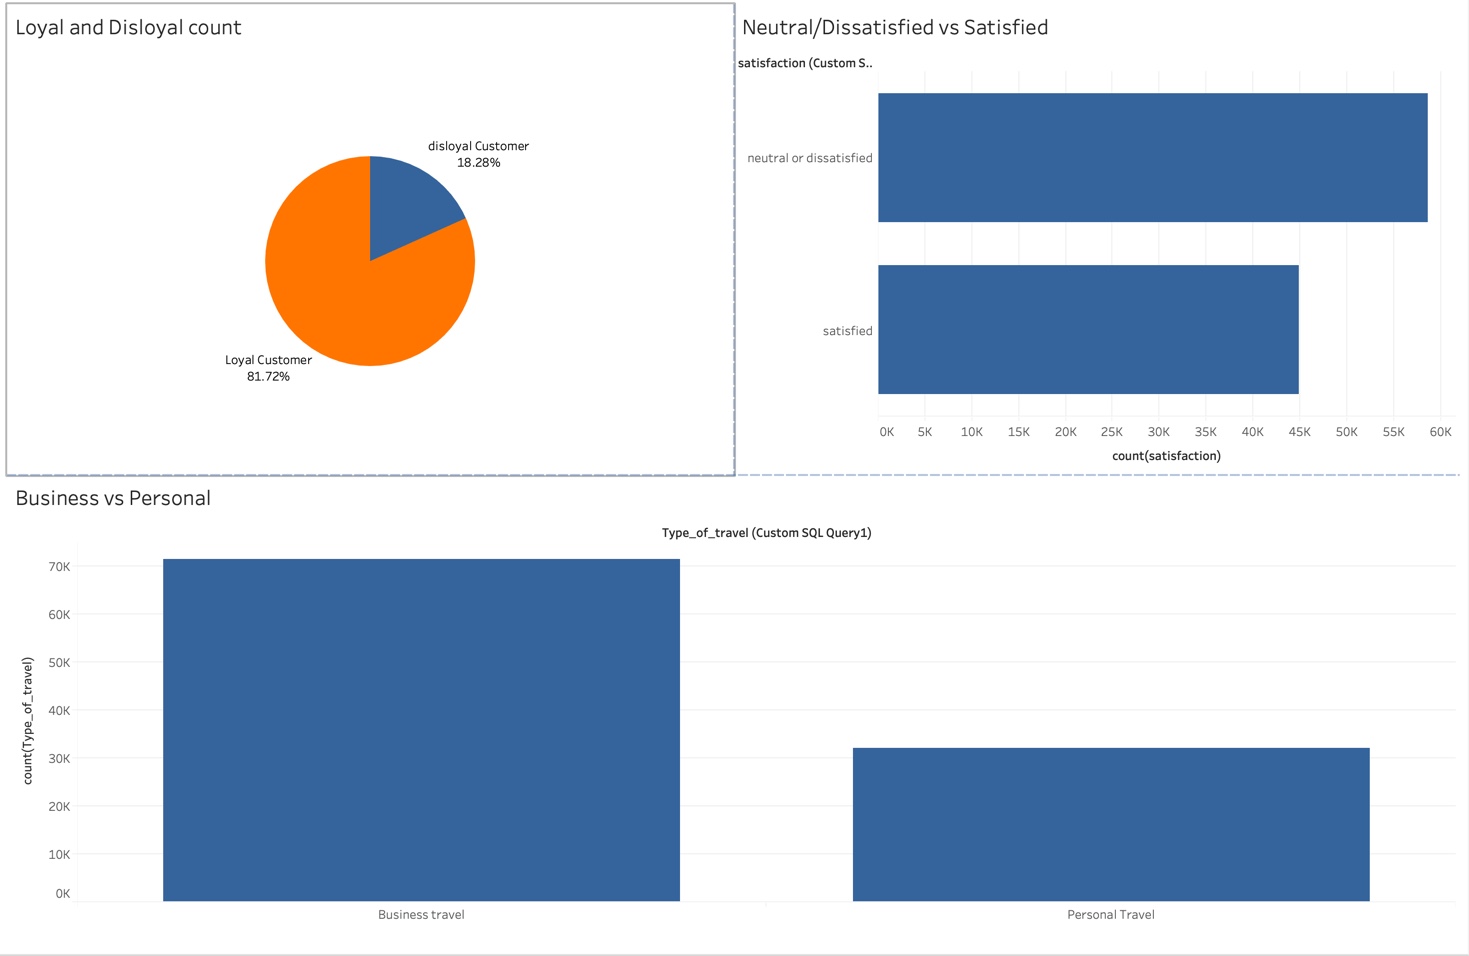 Loyal and Disloyal count
disloyal Customer
18.28%
Loyal Customer
81.72%
Neutral/Dissatisfied vs Satisfied
satisfaction (Custom S..
neutral or dissatisfied
satisfied
0K 5K 10K 15K 20K 25K 30K 35K 40K 45K 50K 55K 60K
count(satisfaction)
Business vs Personal
Type_of_travel (Custom SQL Query1)
count(Type_of_travel)
70K
60K
50K
40K
30K
20K
10K
0K
Business travel
Personal Travel